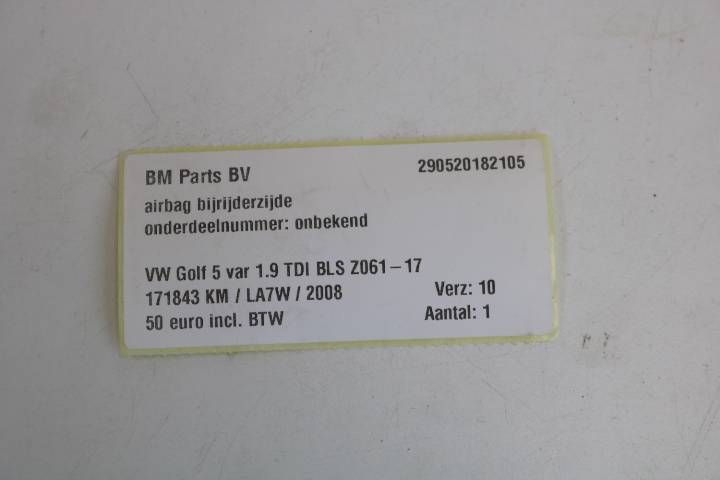 BM Parts BV 290520182105
airbag bijrijderzijde
onderdeelnummer: onbekend
VW Golf 5 var 1.9 TDI BLS Z061-17
171843 KM / LA7W / 2008 Verz: 10
50 euro incl. BTW Aantal: 1